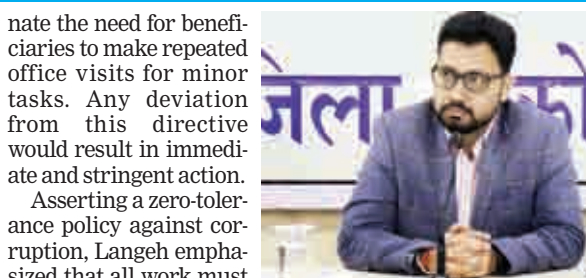 nate the need for benefi-
ciaries to make repeated
office visits for minor
tasks. Any deviation
from this directive
would result in immedi-
ate and stringent action.
Asserting a zero-toler-
ance policy against cor-
ruption, Langeh empha-
sized that all work must
जिला